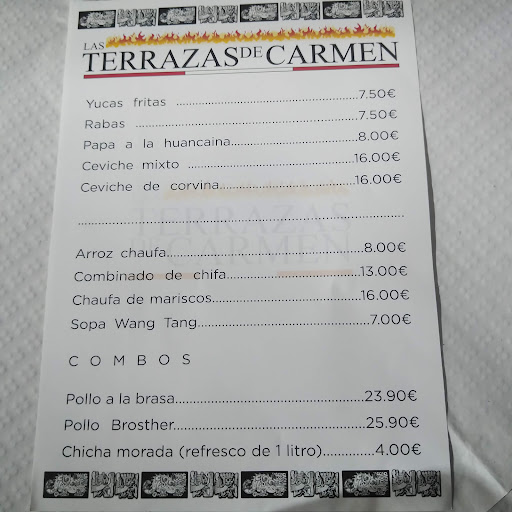 LAS TERRAZAS DE CARMEN
Yucas fritas ................................................7.50€
Rabas ............................................................7.50€
Papa a la huancaina..................................8.00€
Ceviche mixto ............................................16.00€
Ceviche de corvina....................................16.00€
................................................................................
TERRAZAS
CARMEN
Arroz chaufa..................................................8.00€
Combinado de chifa....................................13.00€
Chaufa de mariscos......................................16.00€
Sopa Wang Tang...........................................7.00€
COMBOS
Pollo a la brasa................................................23.90€
Pollo Brosther.................................................25.90€
Chicha morada (refresco de 1 litro)..............4.00€